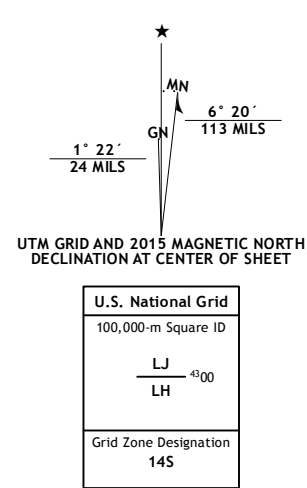 ★
MN
GN
6° 20´
113 MILS
1° 22´
24 MILS
UTM GRID AND 2015 MAGNETIC NORTH
DECLINATION AT CENTER OF SHEET
U.S. National Grid
100,000-m Square ID
LJ
4300
LH
Grid Zone Designation
14S